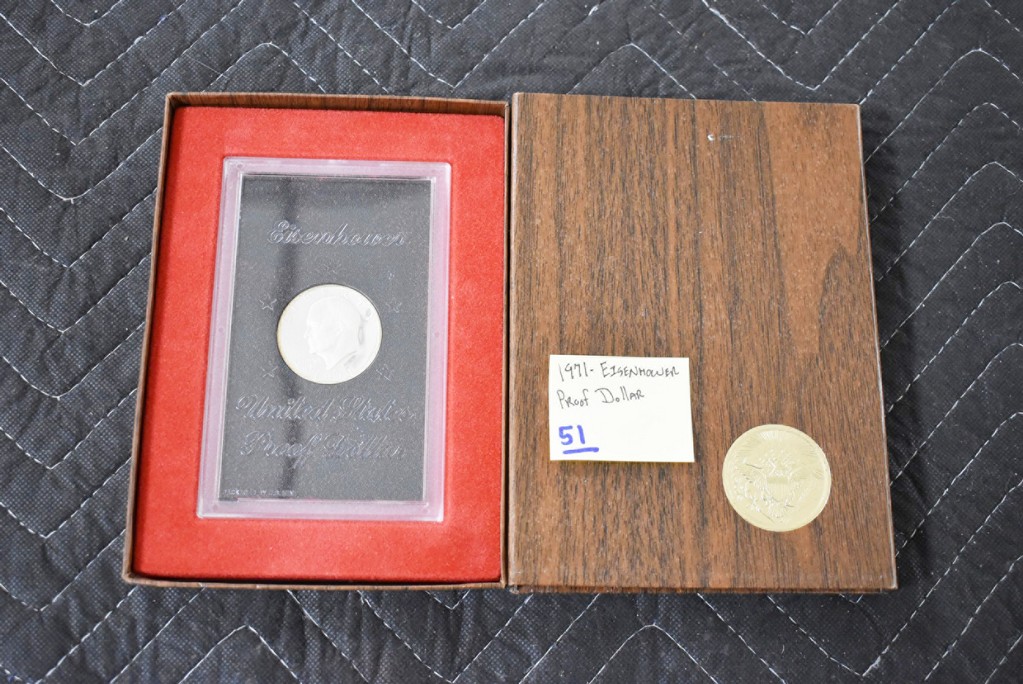 Eisenhower
United States
Proof Dollar
1971- EISENHOWER
PROOF DOLLAR
51